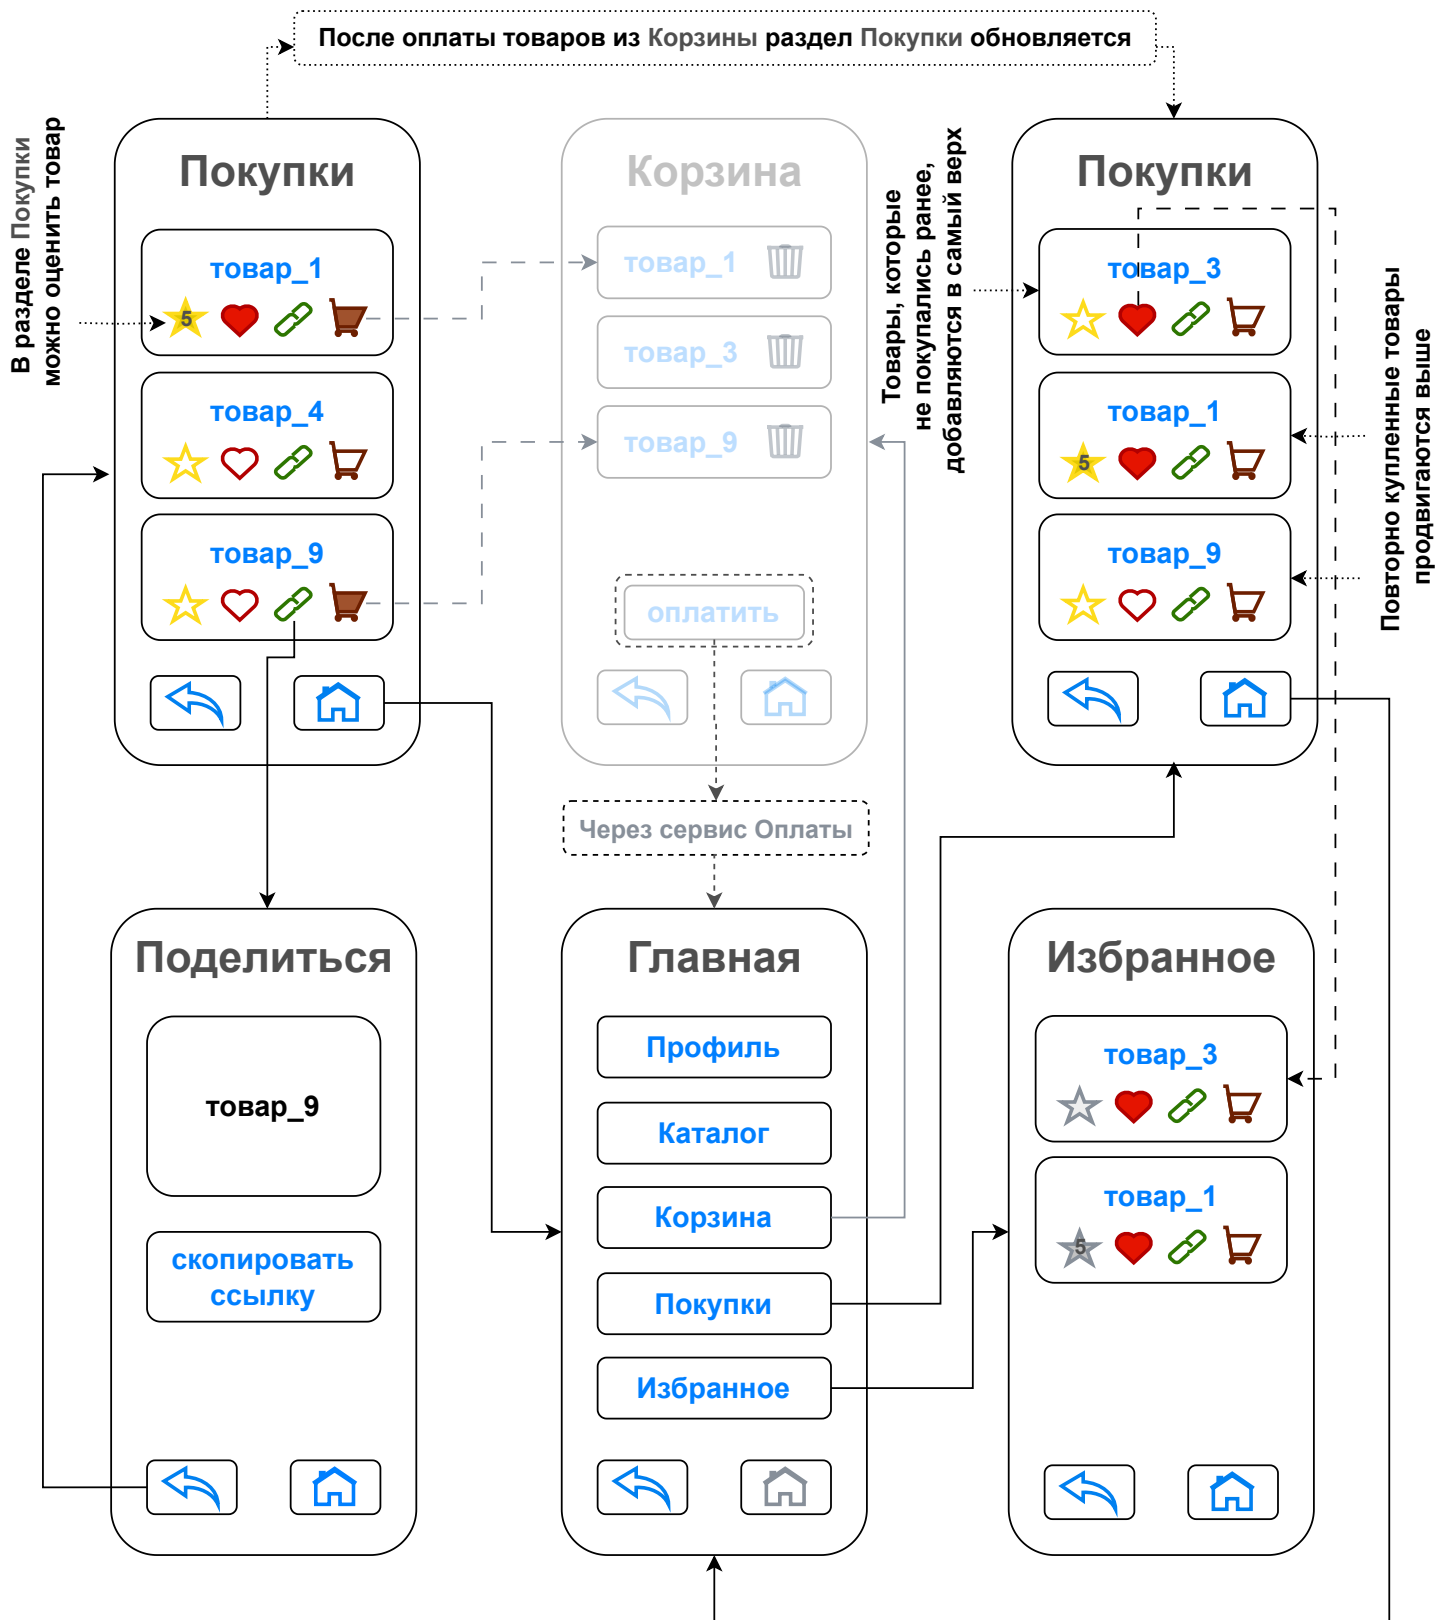 После оплаты товаров из Корзины раздел Покупки обновляется
В разделе Покупки
можно оценить товар
Покупки
товар_1
5
товар_4
товар_9
Корзина
товар_1
товар_3
товар_9
оплатить
Товары, которые
не покупались ранее,
добавляются в самый верх
Покупки
товар_3
товар_1
5
товар_9
Повторно купленные товары
продвигаются выше
Через сервис Оплаты
Поделиться
товар_9
скопировать
ссылку
Главная
Профиль
Каталог
Корзина
Покупки
Избранное
Избранное
товар_3
товар_1
5